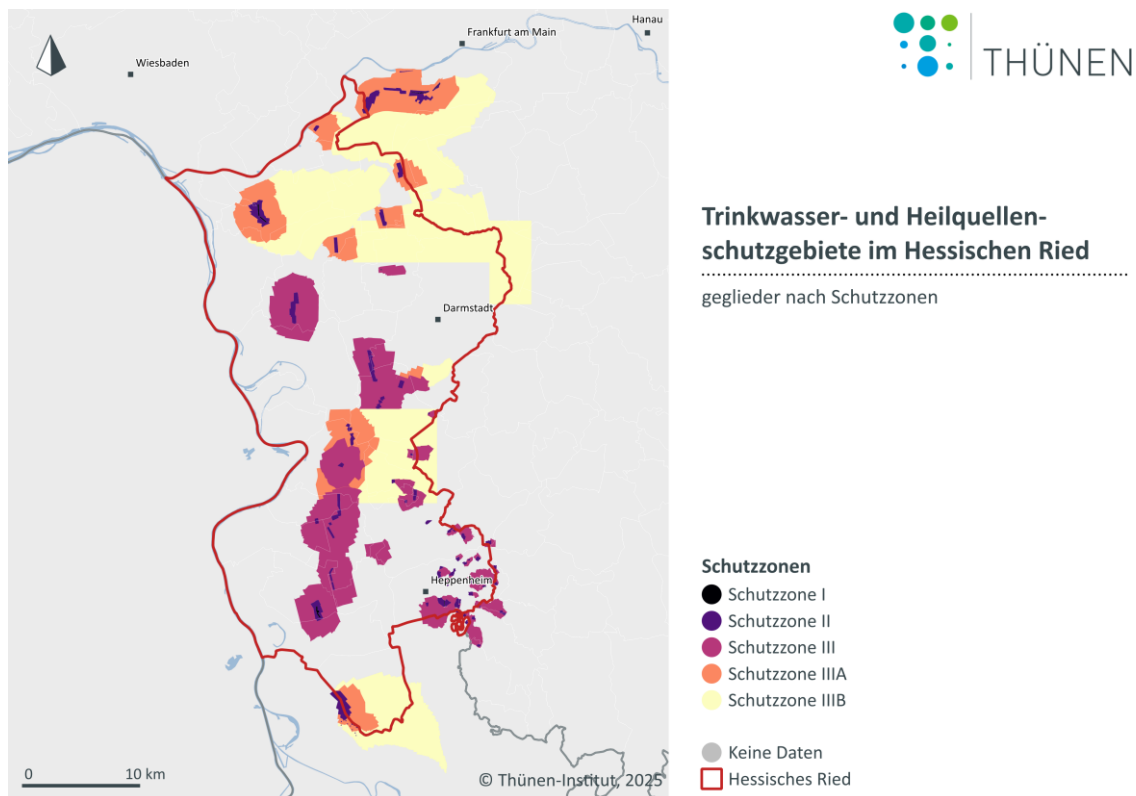 Hanau
Frankfurt am Main
Wiesbaden
THÜNEN
Trinkwasser- und Heilquellen-
schutzgebiete im Hessischen Ried
geglieder nach Schutzzonen
Darmstadt
Heppenheim
Schutzzonen
Schutzzone I
Schutzzone II
Schutzzone III
Schutzzone IIIA
Schutzzone IIIB
Keine Daten
Hessisches Ried
0 10 km
© Thünen-Institut, 2025